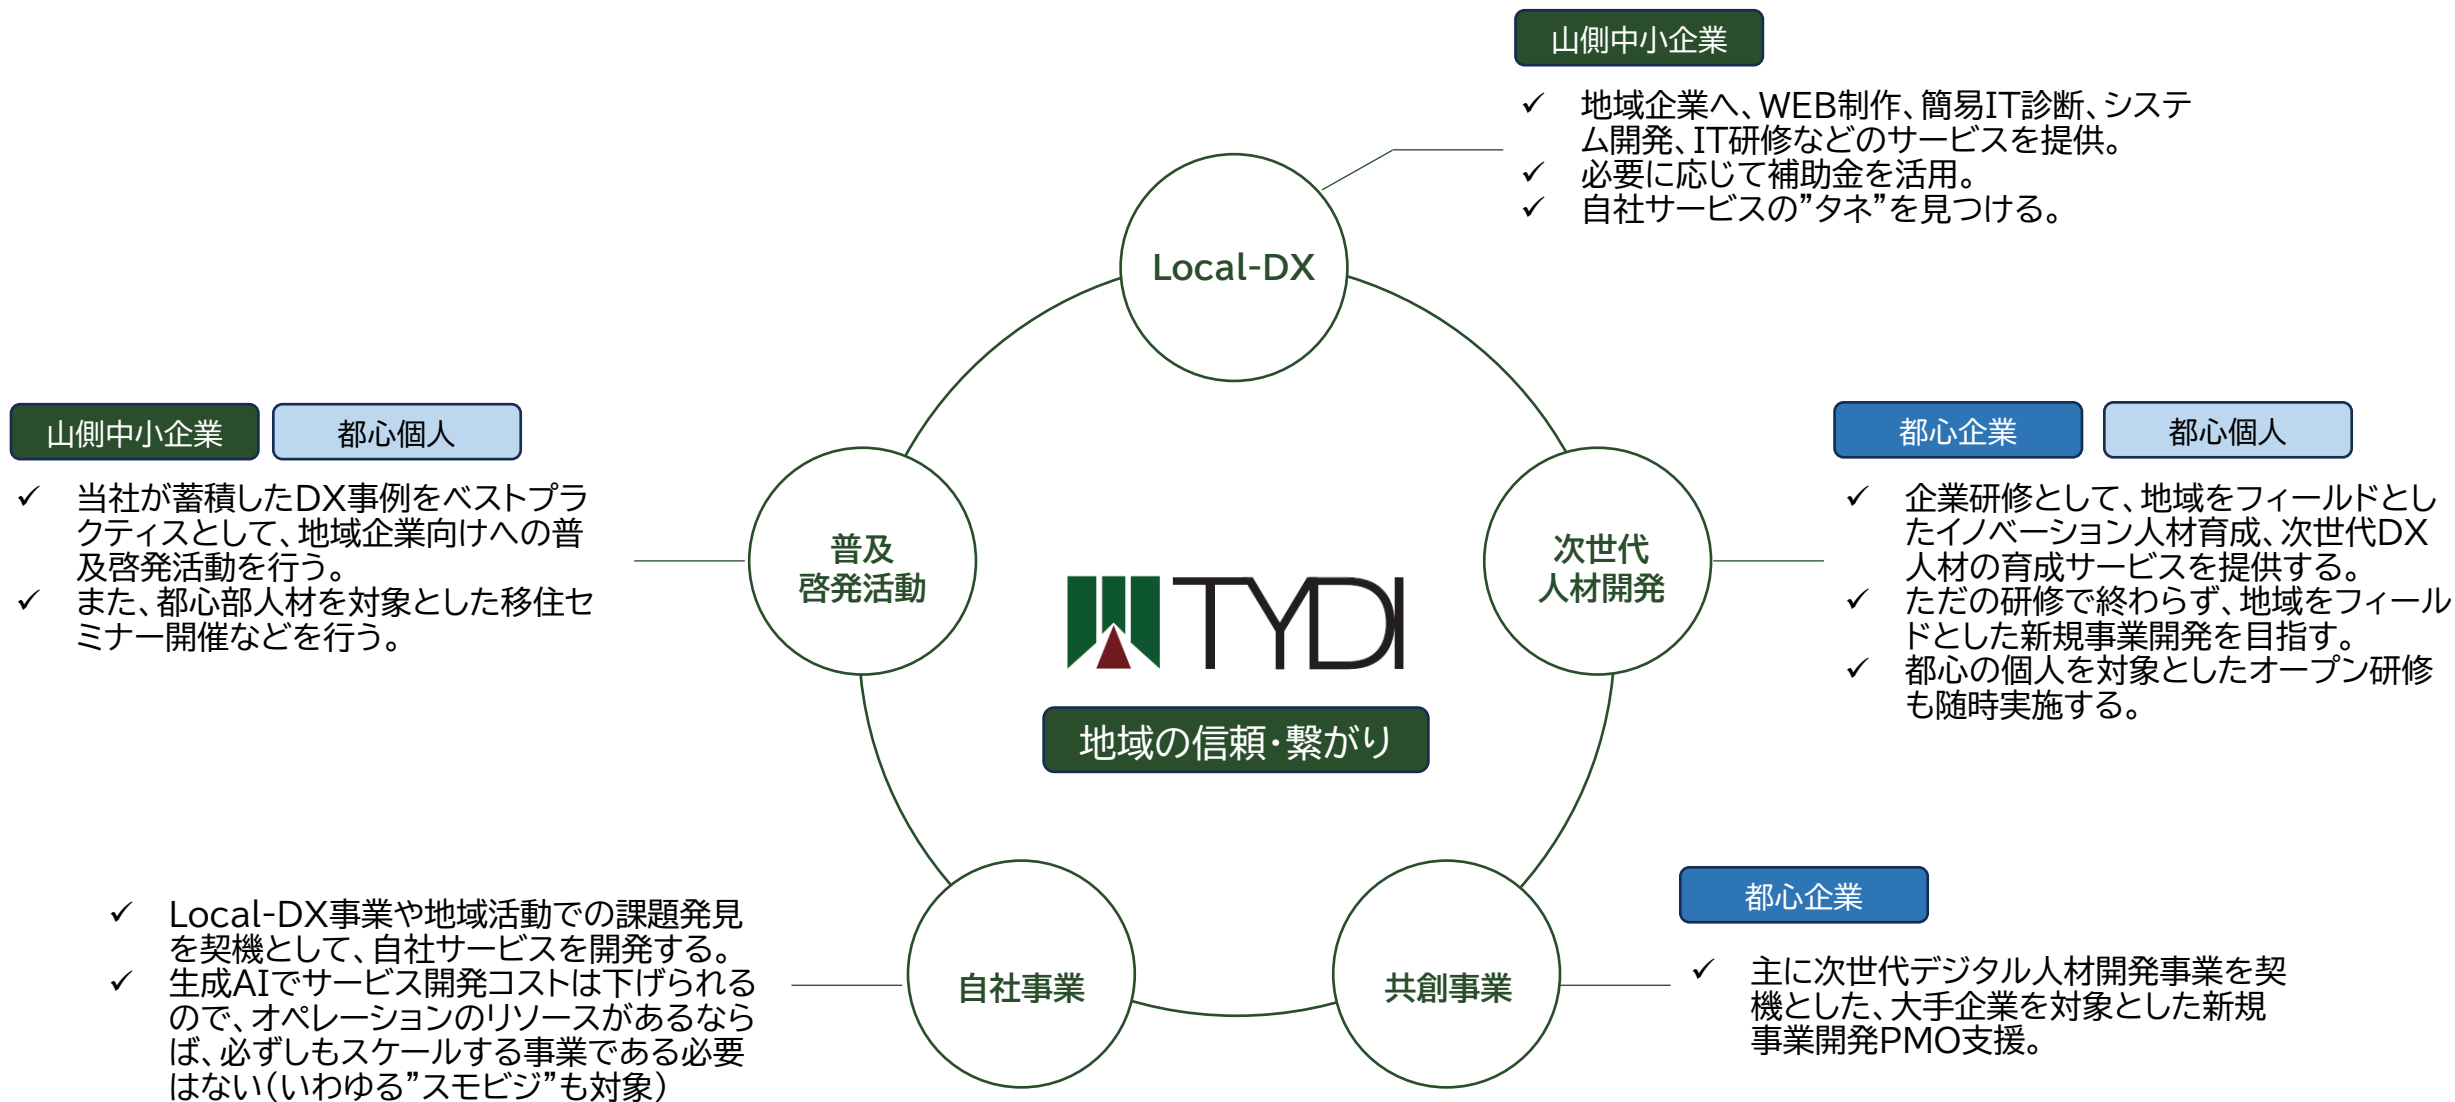 山側中小企業
✓ 地域企業へ、WEB制作、簡易IT診断、システ
ム開発、IT研修などのサービスを提供。
✓ 必要に応じて補助金を活用。
✓ 自社サービスの”タネ”を見つける。
Local-DX
山側中小企業
都心個人
✓ 当社が蓄積したDX事例をベストプラ
クティスとして、地域企業向けへの普
及啓発活動を行う。
✓ また、都心部人材を対象とした移住セ
ミナー開催などを行う。
普及
啓発活動
次世代
人材開発
都心企業
都心個人
✓ 企業研修として、地域をフィールドとし
たイノベーション人材育成、次世代DX
人材の育成サービスを提供する。
✓ ただの研修で終わらず、地域をフィール
ドとした新規事業開発を目指す。
✓ 都心の個人を対象としたオープン研修
も随時実施する。
TYDI
地域の信頼・繋がり
✓ Local-DX事業や地域活動での課題発見
を契機として、自社サービスを開発する。
✓ 生成AIでサービス開発コストは下げられる
ので、オペレーションのリソースがあるなら
ば、必ずしもスケールする事業である必要
はない（いわゆる”スモビジ”も対象）
自社事業
共創事業
都心企業
✓ 主に次世代デジタル人材開発事業を契
機とした、大手企業を対象とした新規
事業開発PMO支援。